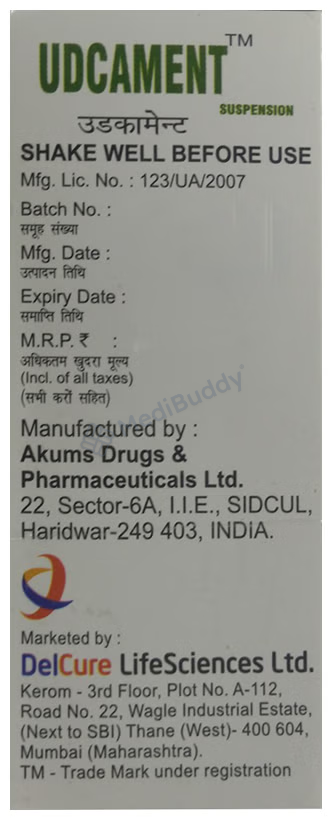 UDCAMENT™
SUSPENSION
उडकामेन्ट
SHAKE WELL BEFORE USE
Mfg. Lic. No. : 123/UA/2007
Batch No. :
समूह संख्या
Mfg. Date :
उत्पादन तिथि
Expiry Date :
समाप्ति तिथि
M.R.P. ₹ :
अधिकतम खुदरा मूल्य
(Incl. of all taxes)
(सभी करों सहित)
MediBuddy
Manufactured by :
Akums Drugs &
Pharmaceuticals Ltd.
22, Sector-6A, I.I.E., SIDCUL,
Haridwar-249 403, INDiA.
Marketed by :
DelCure LifeSciences Ltd.
Kerom - 3rd Floor, Plot No. A-112,
Road No. 22, Wagle Industrial Estate,
(Next to SBI) Thane (West)- 400 604,
Mumbai (Maharashtra).
TM - Trade Mark under registration